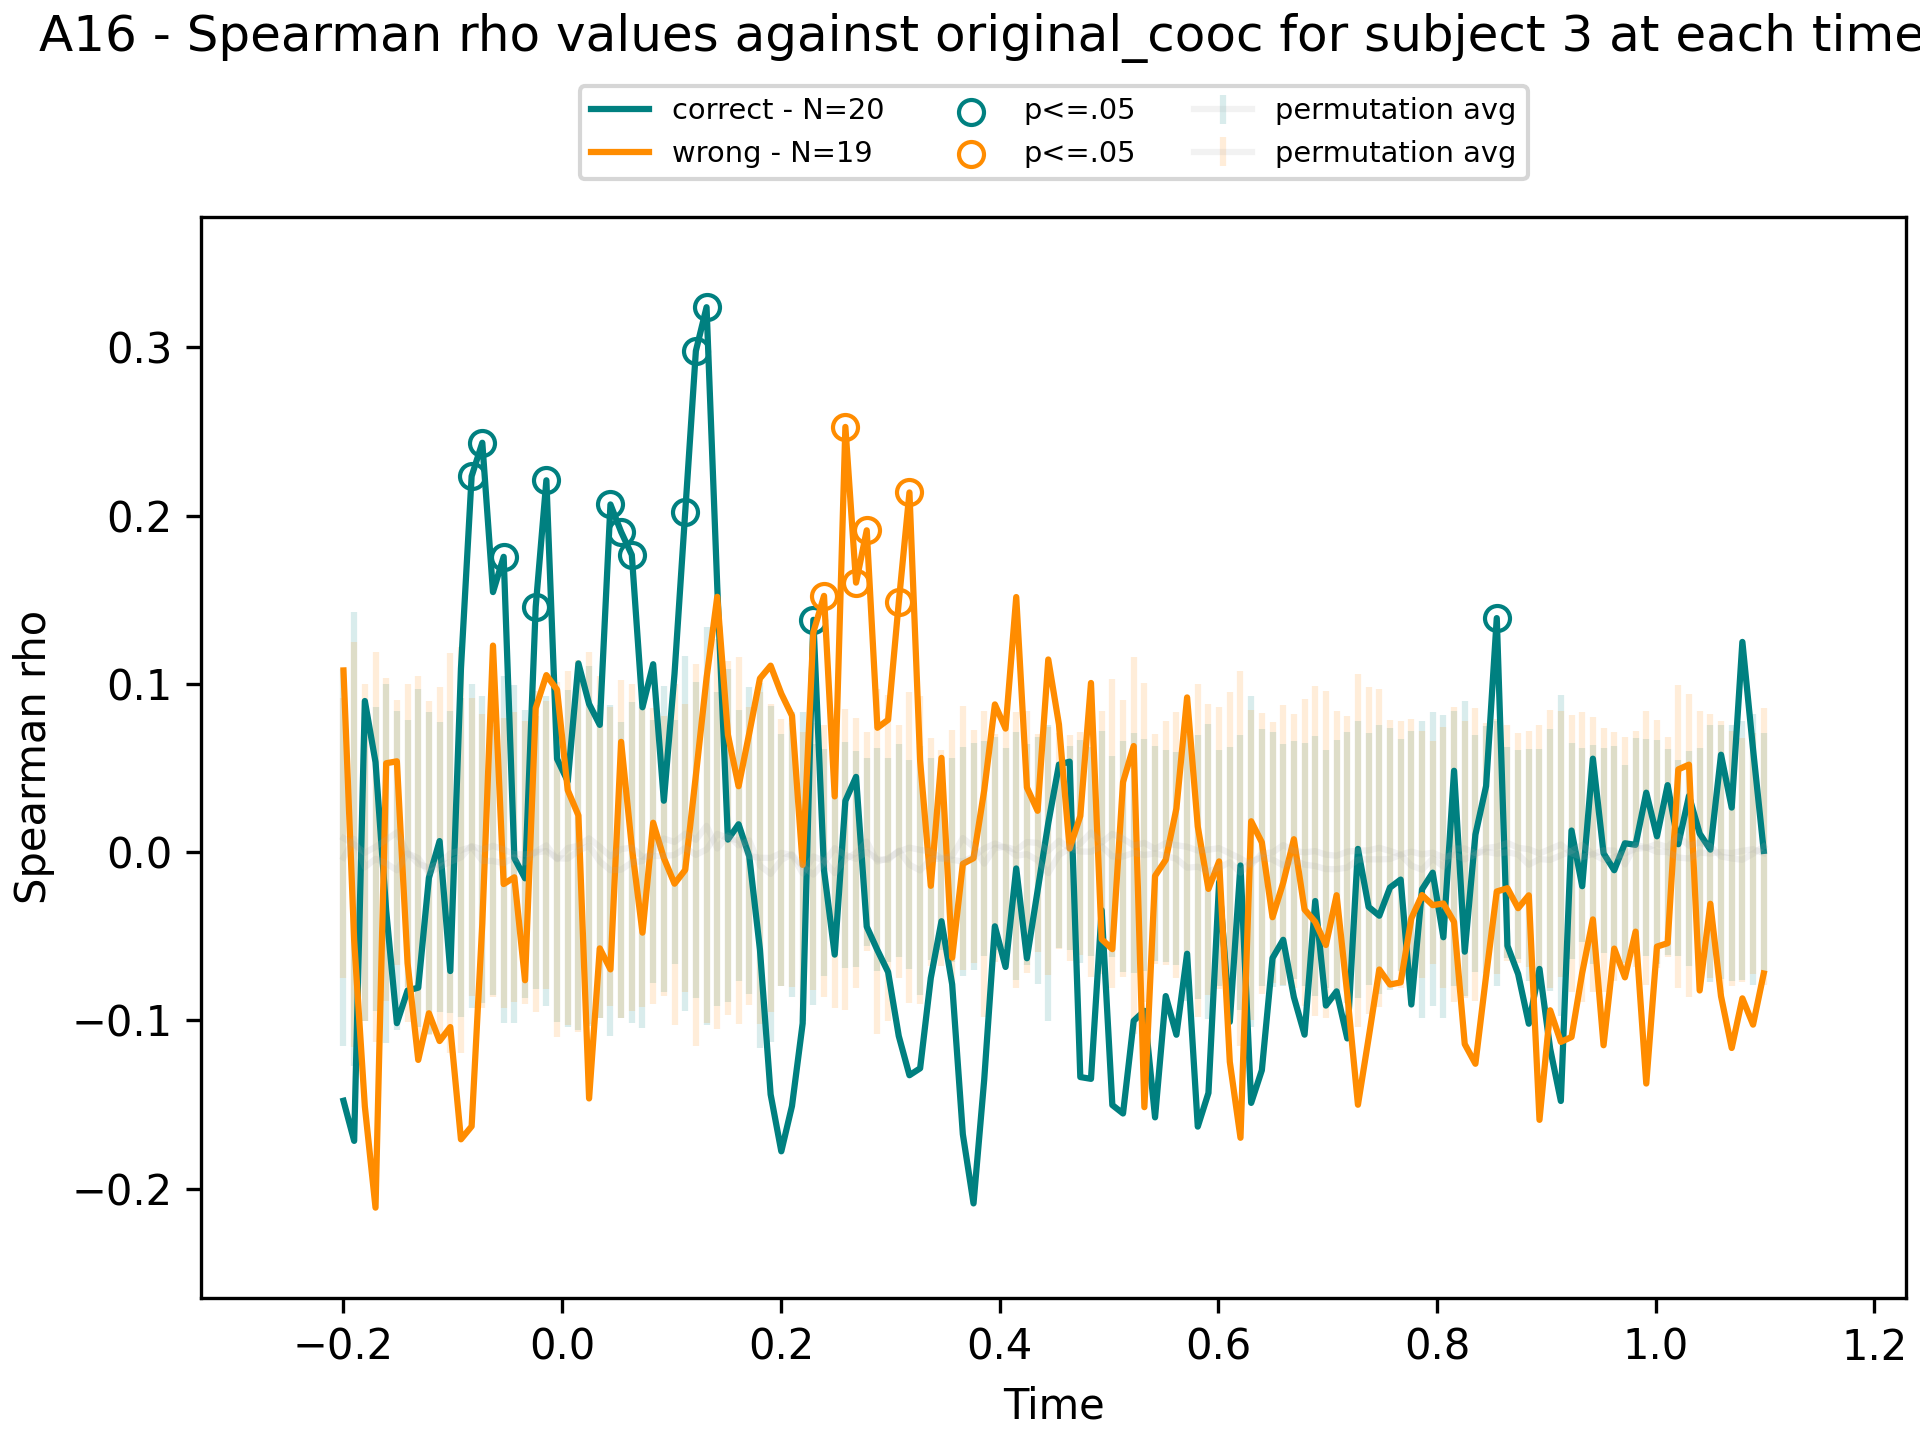 A16 - Spearman rho values against original_cooc for subject 3 at each time
correct - N=20
wrong - N=19
p<=.05
p<=.05
permutation avg
permutation avg
Spearman rho
0.3
0.2
0.1
0.0
−0.1
−0.2
−0.2 0.0 0.2 0.4 0.6 0.8 1.0 1.2
Time